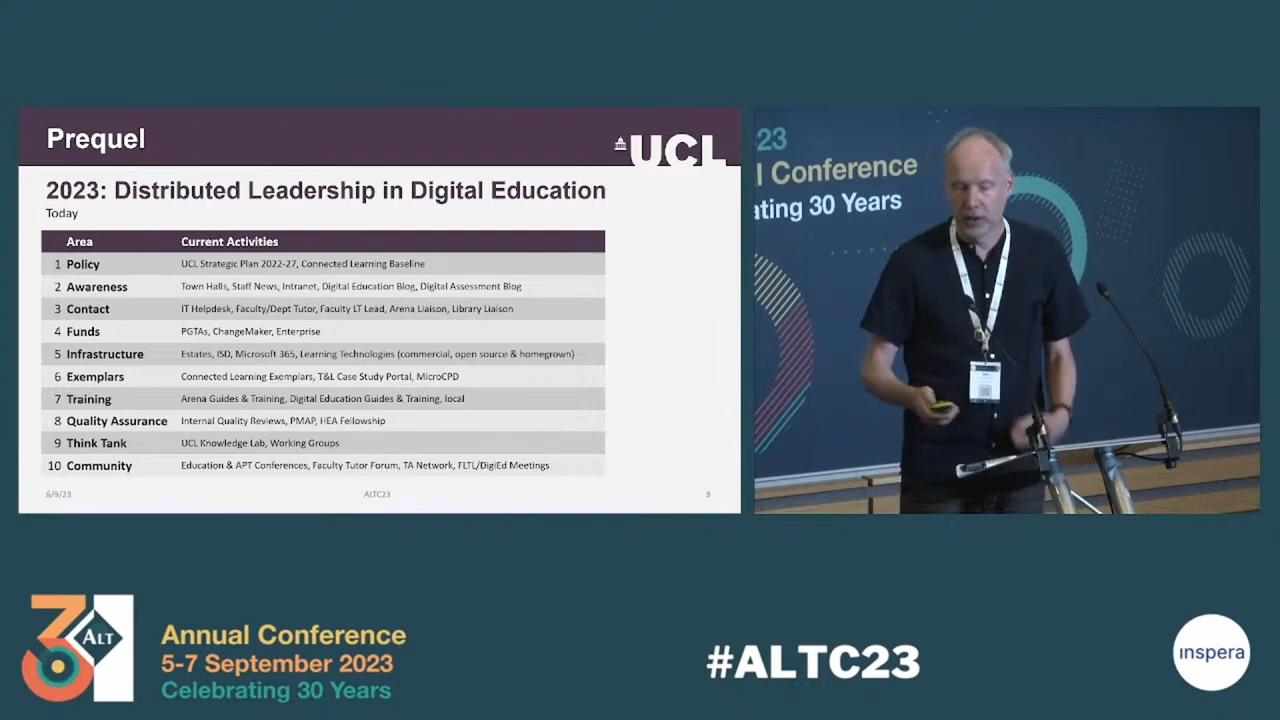 Prequel
UCL
2023: Distributed Leadership in Digital Education
Today
Area Current Activities
1 Policy UCL Strategic Plan 2022-27, Connected Learning Baseline
2 Awareness Town Halls, Staff News, Intranet, Digital Education Blog, Digital Assessment Blog
3 Contact IT Helpdesk, Faculty/Dept Tutor, Faculty LT Lead, Arena Liaison, Library Liaison
4 Funds PGTAs, ChangeMaker, Enterprise
5 Infrastructure Estates, ISD, Microsoft 365, Learning Technologies (commercial, open source & homegrown)
6 Exemplars Connected Learning Exemplars, T&L Case Study Portal, MicroCPD
7 Training Arena Guides & Training, Digital Education Guides & Training, local
8 Quality Assurance Internal Quality Reviews, PMAP, HEA Fellowship
9 Think Tank UCL Knowledge Lab, Working Groups
10 Community Education & APT Conferences, Faculty Tutor Forum, TA Network, FLTL/DigiEd Meetings
6/9/23 ALTC23 8
23
l Conference
ating 30 Years
30
ALT
Annual Conference
5-7 September 2023
Celebrating 30 Years
#ALTC23
inspera